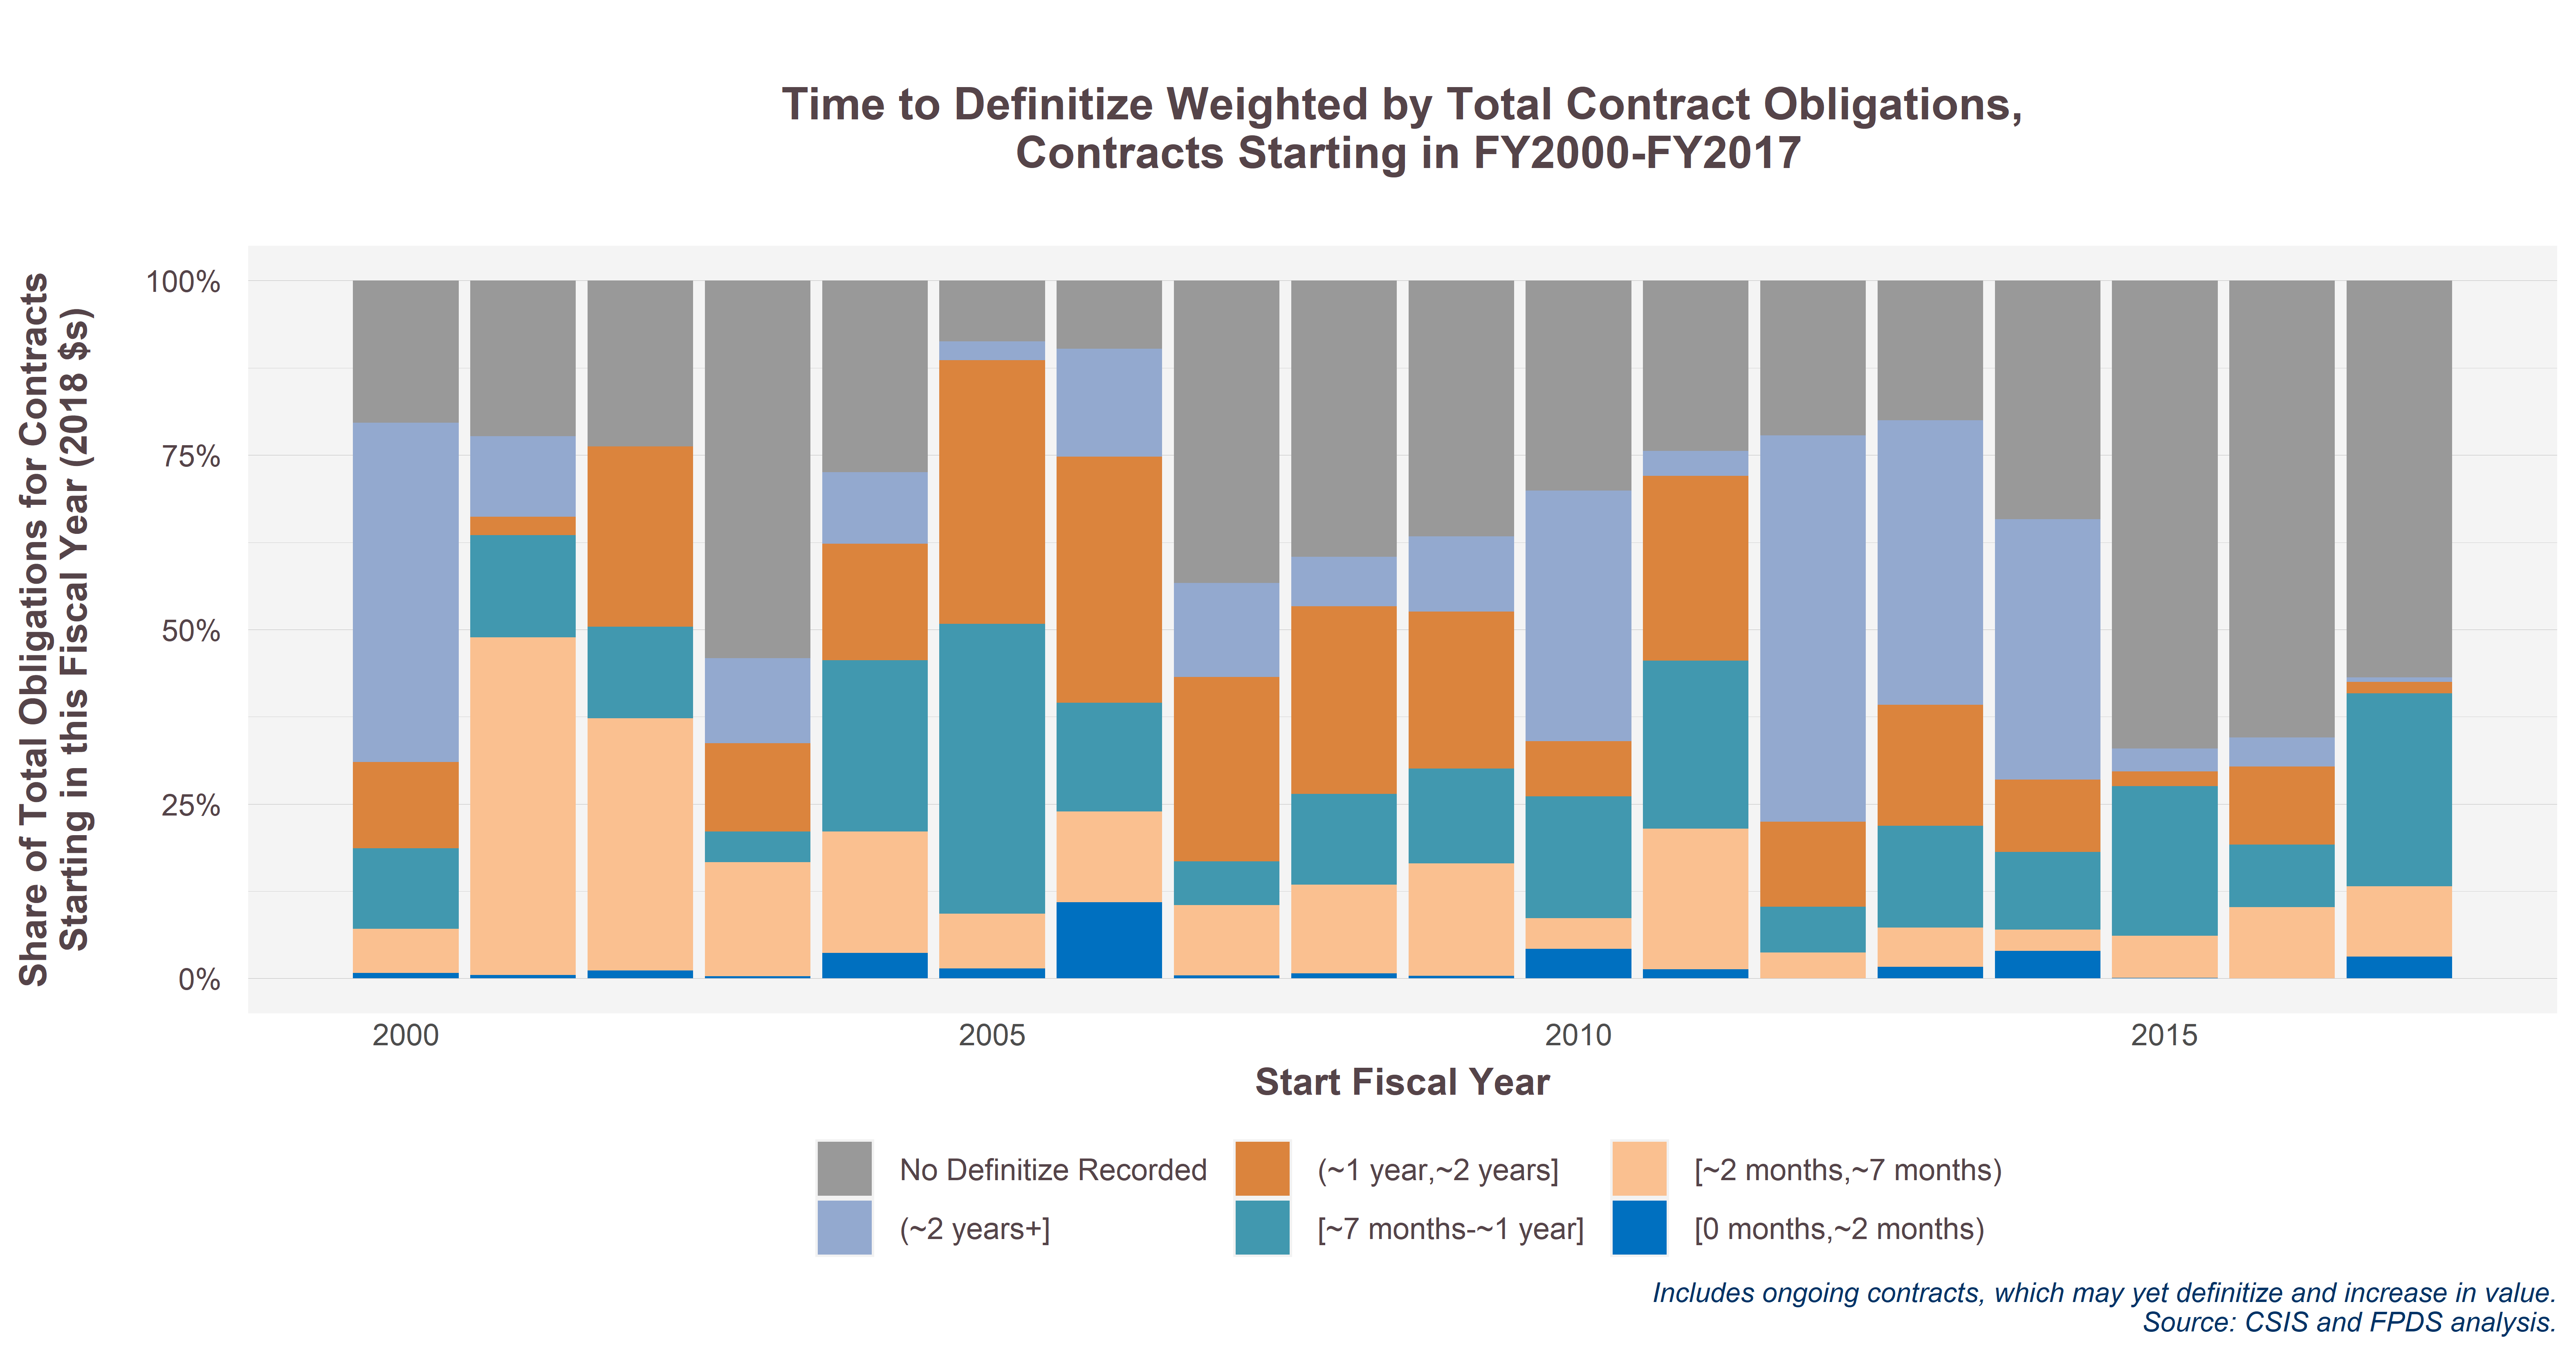 Time to Definitize Weighted by Total Contract Obligations,
Contracts Starting in FY2000-FY2017
Share of Total Obligations for Contracts
Starting in this Fiscal Year (2018 $s)
100%
75%
50%
25%
0%
2000 2005 2010 2015
Start Fiscal Year
No Definitize Recorded (~1 year,~2 years] [~2 months,~7 months)
(~2 years+] [~7 months-~1 year] [0 months,~2 months)
Includes ongoing contracts, which may yet definitize and increase in value.
Source: CSIS and FPDS analysis.